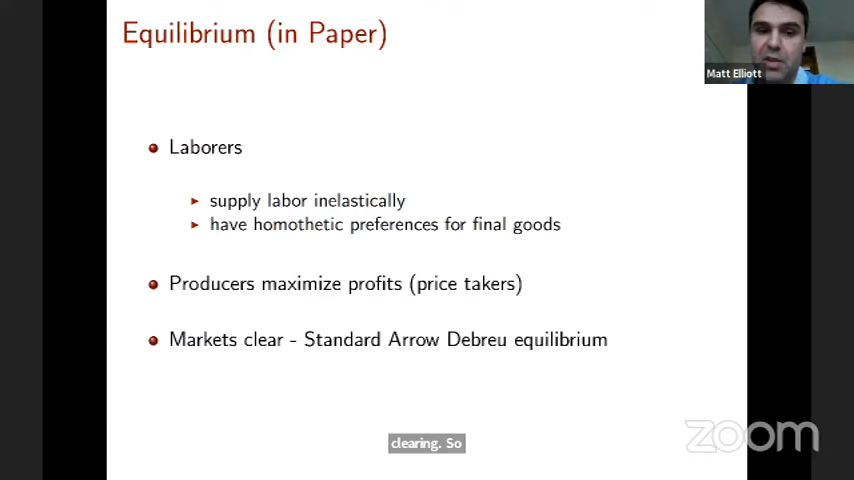 Equilibrium (in Paper)
Matt Elliott
Laborers
supply labor inelastically
have homothetic preferences for final goods
Producers maximize profits (price takers)
Markets clear - Standard Arrow Debreu equilibrium
clearing. So
zoom